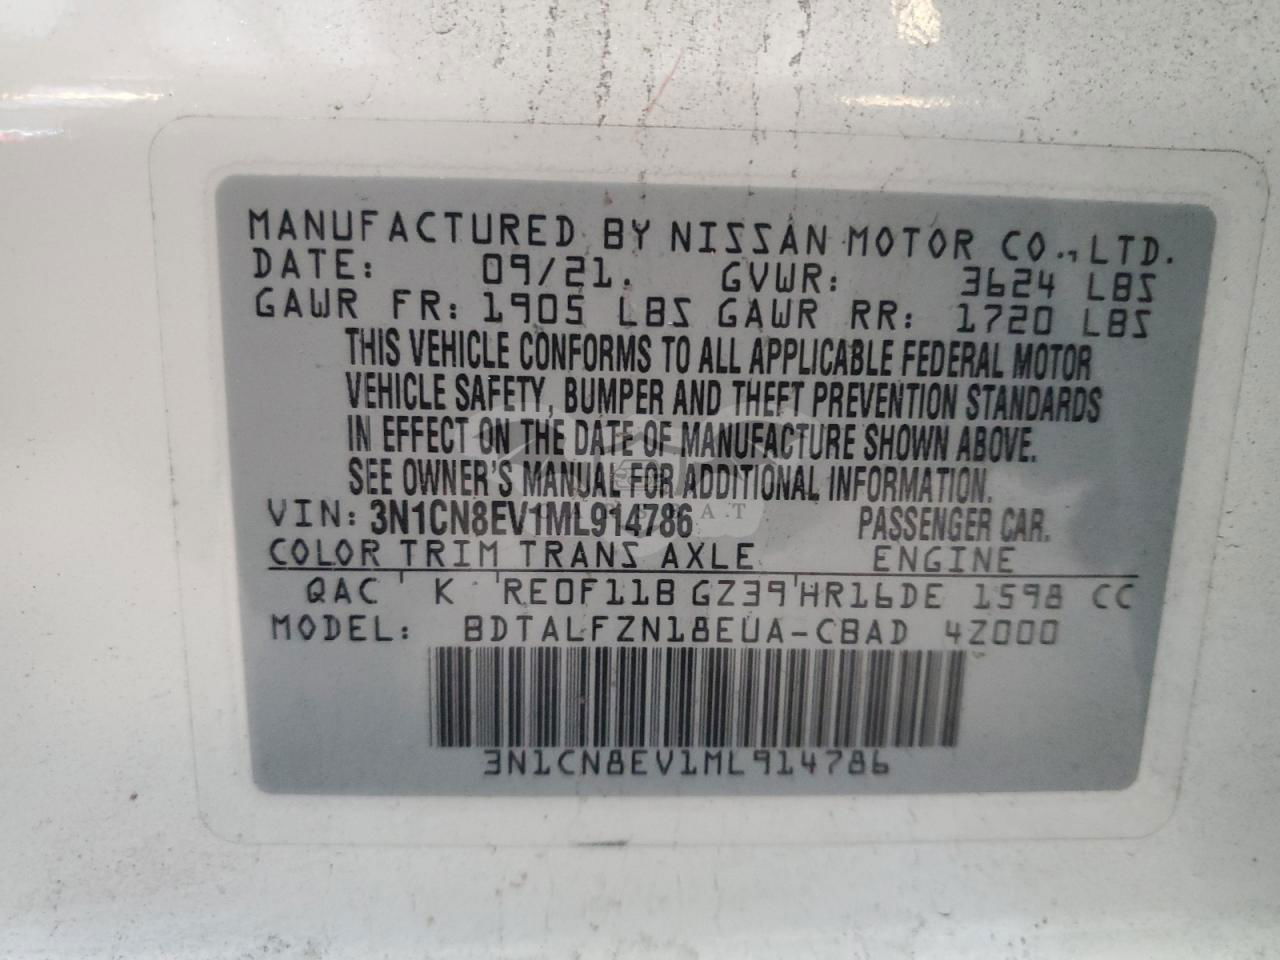 MANUFACTURED BY NISSAN MOTOR CO., LTD.
DATE: 09/21. GVWR: 3624 LBS
GAWR FR: 1905 LBS GAWR RR: 1720 LBS
THIS VEHICLE CONFORMS TO ALL APPLICABLE FEDERAL MOTOR
VEHICLE SAFETY, BUMPER AND THEFT PREVENTION STANDARDS
IN EFFECT ON THE DATE OF MANUFACTURE SHOWN ABOVE.
SEE OWNER'S MANUAL FOR ADDITIONAL INFORMATION.
VIN: 3N1CN8EV1ML914786 PASSENGER CAR.
COLOR TRIM TRANS AXLE ENGINE
QAC K RE0F11B GZ39 HR16DE 1598 CC
MODEL: BDTALFZN18EUA-CBAD 4Z000
3N1CN8EV1ML914786